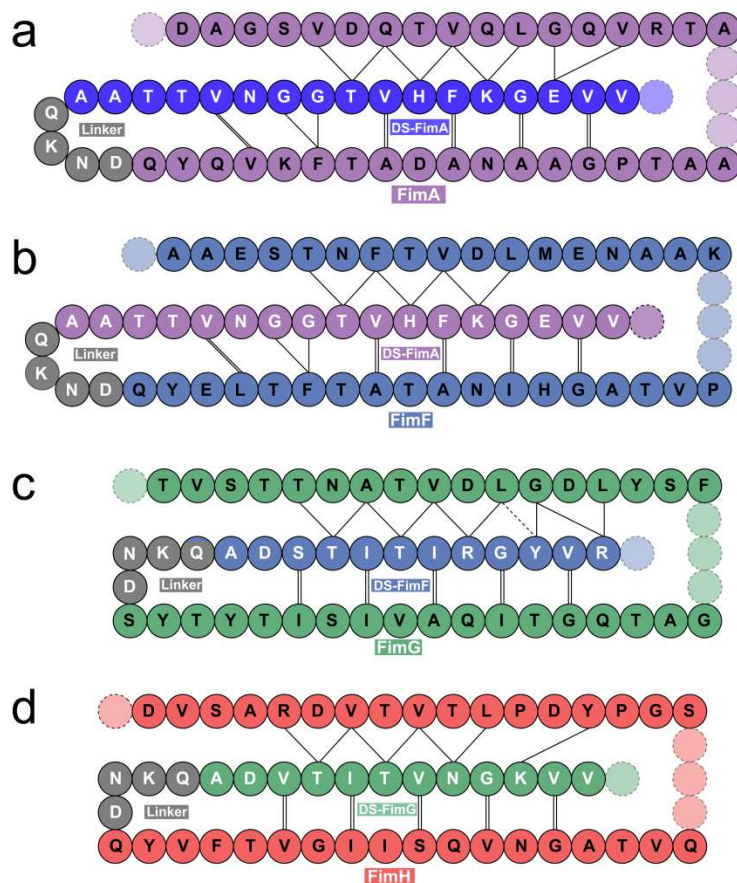 a
D A G S V D Q T V Q L G Q V R T A
A A T T V N G G T V H F K G E V V
Q
Linker DS-FimA
K
N D Q Y Q V K F T A D A N A A G P T A A
FimA
b
A A E S T N F T V D L M E N A A K
A A T T V N G G T V H F K G E V V
Q
Linker DS-FimA
K
N D Q Y E L T F T A T A N I H G A T V P
FimF
c
T V S T T N A T V D L G D L Y S F
N K Q A D S T I T I R G Y V R
D Linker DS-FimF
S Y T Y T I S I V A Q I T G Q T A G
FimG
d
D V S A R D V T V T L P D Y P G S
N K Q A D V T I T V N G K V V
D Linker DS-FimG
Q Y V F T V G I I S Q V N G A T V Q
FimH